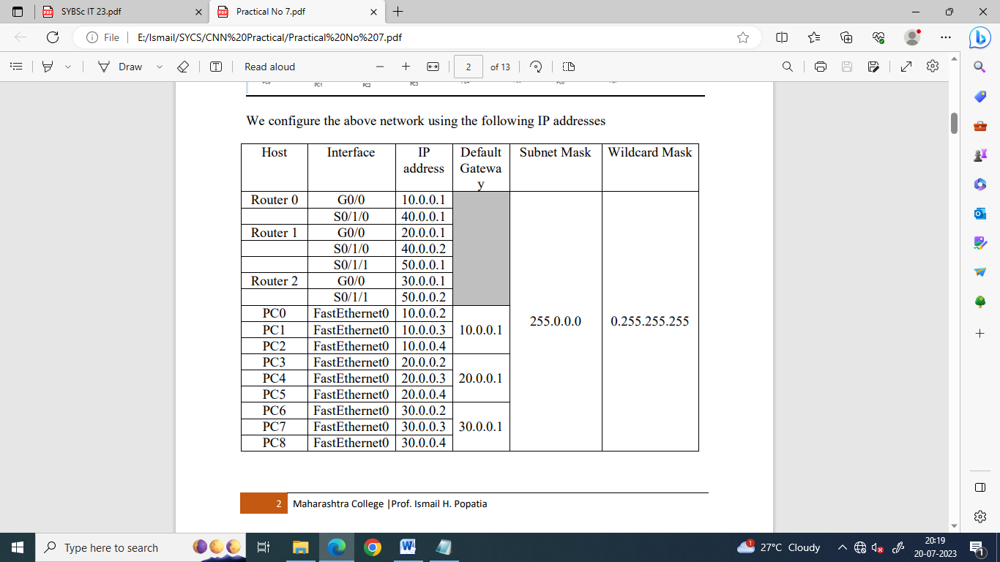 SYBSc IT 23.pdf
Practical No 7.pdf
File
E:/Ismail/SYCS/CNN%20Practical/Practical%20No%207.pdf
Draw
Read aloud
2
of 13
PC1
PC2
PC3
We configure the above network using the following IP addresses
Host Interface IP address Default Gateway Subnet Mask Wildcard Mask
Router 0 G0/0 10.0.0.1
S0/1/0 40.0.0.1
Router 1 G0/0 20.0.0.1
S0/1/0 40.0.0.2
S0/1/1 50.0.0.1
Router 2 G0/0 30.0.0.1
S0/1/1 50.0.0.2
PC0 FastEthernet0 10.0.0.2
255.0.0.0 0.255.255.255
PC1 FastEthernet0 10.0.0.3 10.0.0.1
PC2 FastEthernet0 10.0.0.4
PC3 FastEthernet0 20.0.0.2
PC4 FastEthernet0 20.0.0.3 20.0.0.1
PC5 FastEthernet0 20.0.0.4
PC6 FastEthernet0 30.0.0.2
PC7 FastEthernet0 30.0.0.3 30.0.0.1
PC8 FastEthernet0 30.0.0.4
2 Maharashtra College |Prof. Ismail H. Popatia
Type here to search
1
27°C Cloudy
20:19
20-07-2023
1